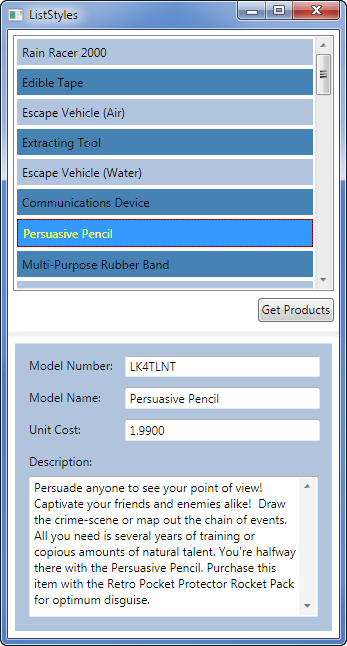 ListStyles
Rain Racer 2000
Edible Tape
Escape Vehicle (Air)
Extracting Tool
Escape Vehicle (Water)
Communications Device
Persuasive Pencil
Multi-Purpose Rubber Band
Get Products
Model Number: LK4TLNT
Model Name: Persuasive Pencil
Unit Cost: 1.9900
Description:
Persuade anyone to see your point of view!
Captivate your friends and enemies alike!  Draw
the crime-scene or map out the chain of events.
All you need is several years of training or
copious amounts of natural talent. You're halfway
there with the Persuasive Pencil. Purchase this
item with the Retro Pocket Protector Rocket Pack
for optimum disguise.